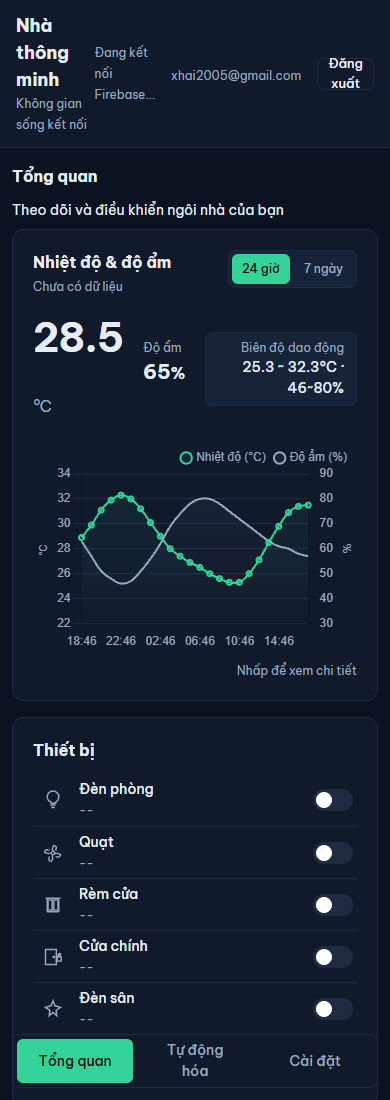 Nhà
thông
minh
Không gian
sống kết nối
Đang kết
nối
Firebase...
xhai2005@gmail.com
Đăng
xuất
Tổng quan
Theo dõi và điều khiển ngôi nhà của bạn
Nhiệt độ & độ ẩm
Chưa có dữ liệu
24 giờ
7 ngày
28.5
°C
Độ ẩm
65%
Biên độ dao động
25.3 ~ 32.3°C ·
46~80%
Nhiệt độ (°C)
Độ ẩm (%)
34
32
30
28
26
24
22
°C
90
80
70
60
50
40
30
%
18:46 22:46 02:46 06:46 10:46 14:46
Nhấp để xem chi tiết
Thiết bị
Đèn phòng
--
Quạt
--
Rèm cửa
--
Cửa chính
--
Đèn sân
--
Tổng quan
Tự động
hóa
Cài đặt